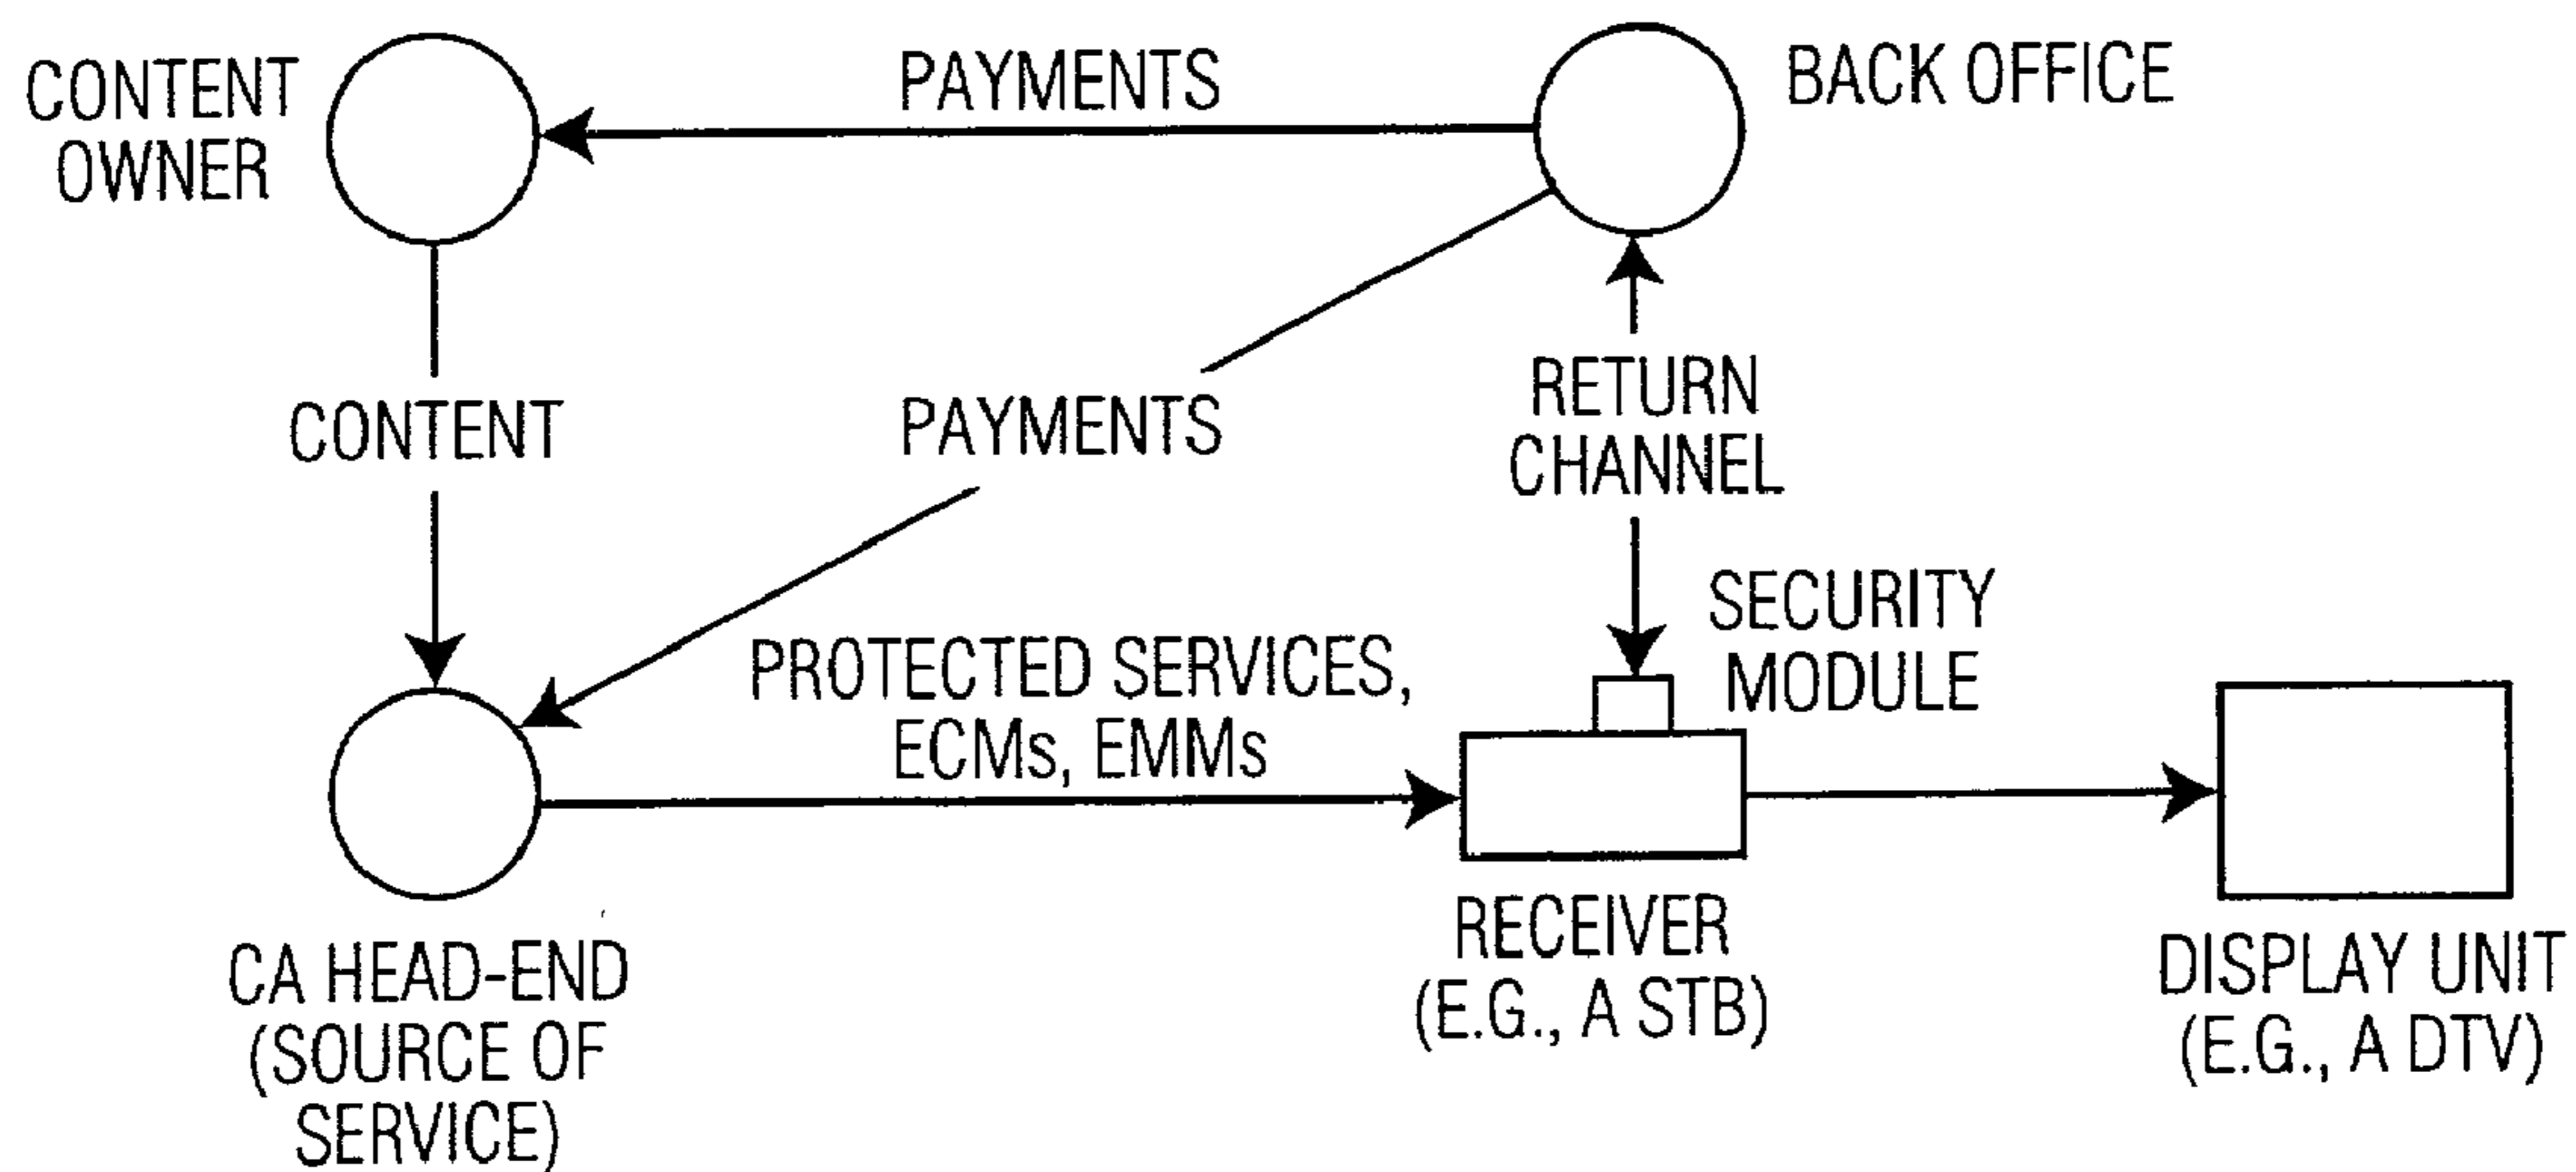 CONTENT
OWNER
PAYMENTS
BACK OFFICE
CONTENT
PAYMENTS
RETURN
CHANNEL
SECURITY
MODULE
PROTECTED SERVICES,
ECMs, EMMs
CA HEAD-END
(SOURCE OF
SERVICE)
RECEIVER
(E.G., A STB)
DISPLAY UNIT
(E.G., A DTV)